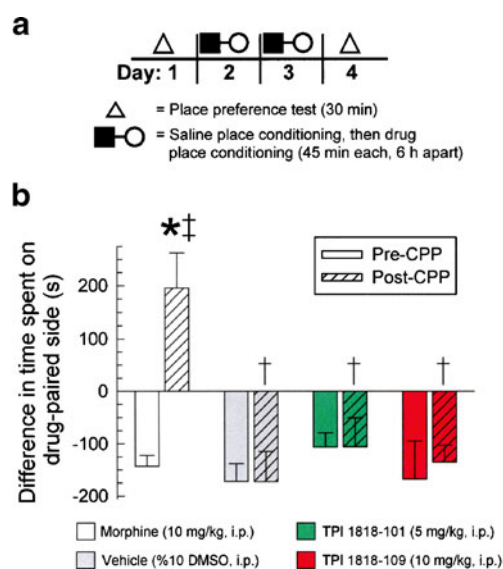 a
Day: 1 2 3 4
= Place preference test (30 min)
= Saline place conditioning, then drug
place conditioning (45 min each, 6 h apart)
b
*‡
Pre-CPP
Post-CPP
Difference in time spent on
drug-paired side (s)
200
100
0
-100
-200
† † †
Morphine (10 mg/kg, i.p.)
TPI 1818-101 (5 mg/kg, i.p.)
Vehicle (%10 DMSO, i.p.)
TPI 1818-109 (10 mg/kg, i.p.)